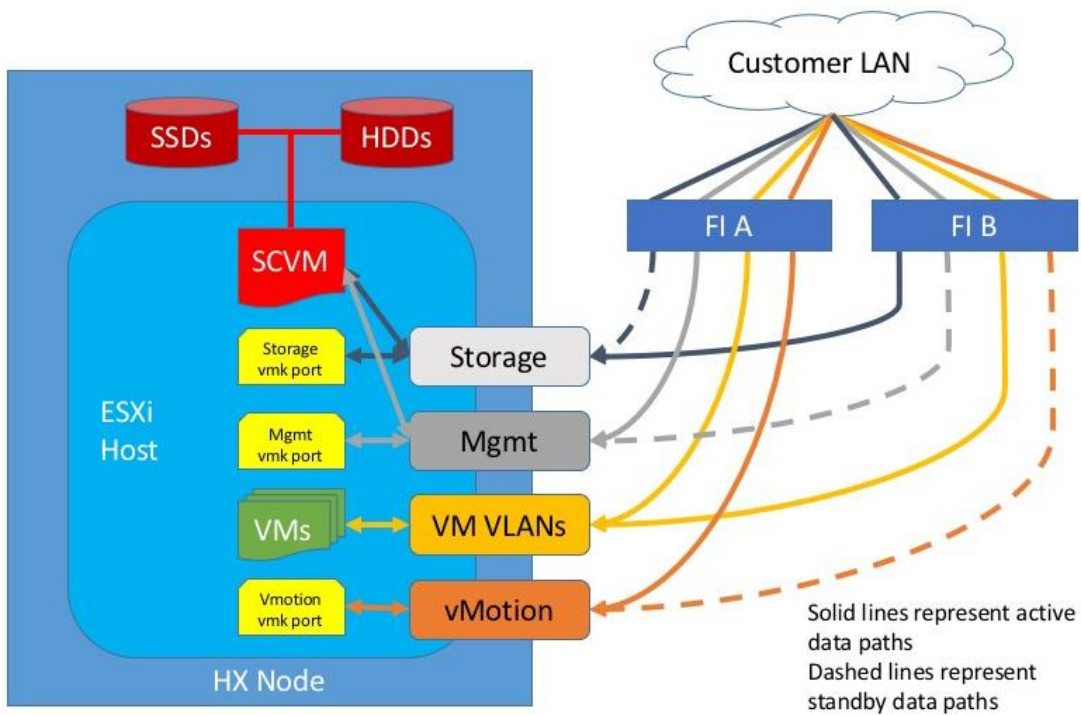 Customer LAN
SSDs
HDDs
FI A
FI B
SCVM
Storage
vmk port
Storage
ESXi
Host
Mgmt
vmk port
Mgmt
VMs
VM VLANs
Vmotion
vmk port
vMotion
HX Node
Solid lines represent active
data paths
Dashed lines represent
standby data paths